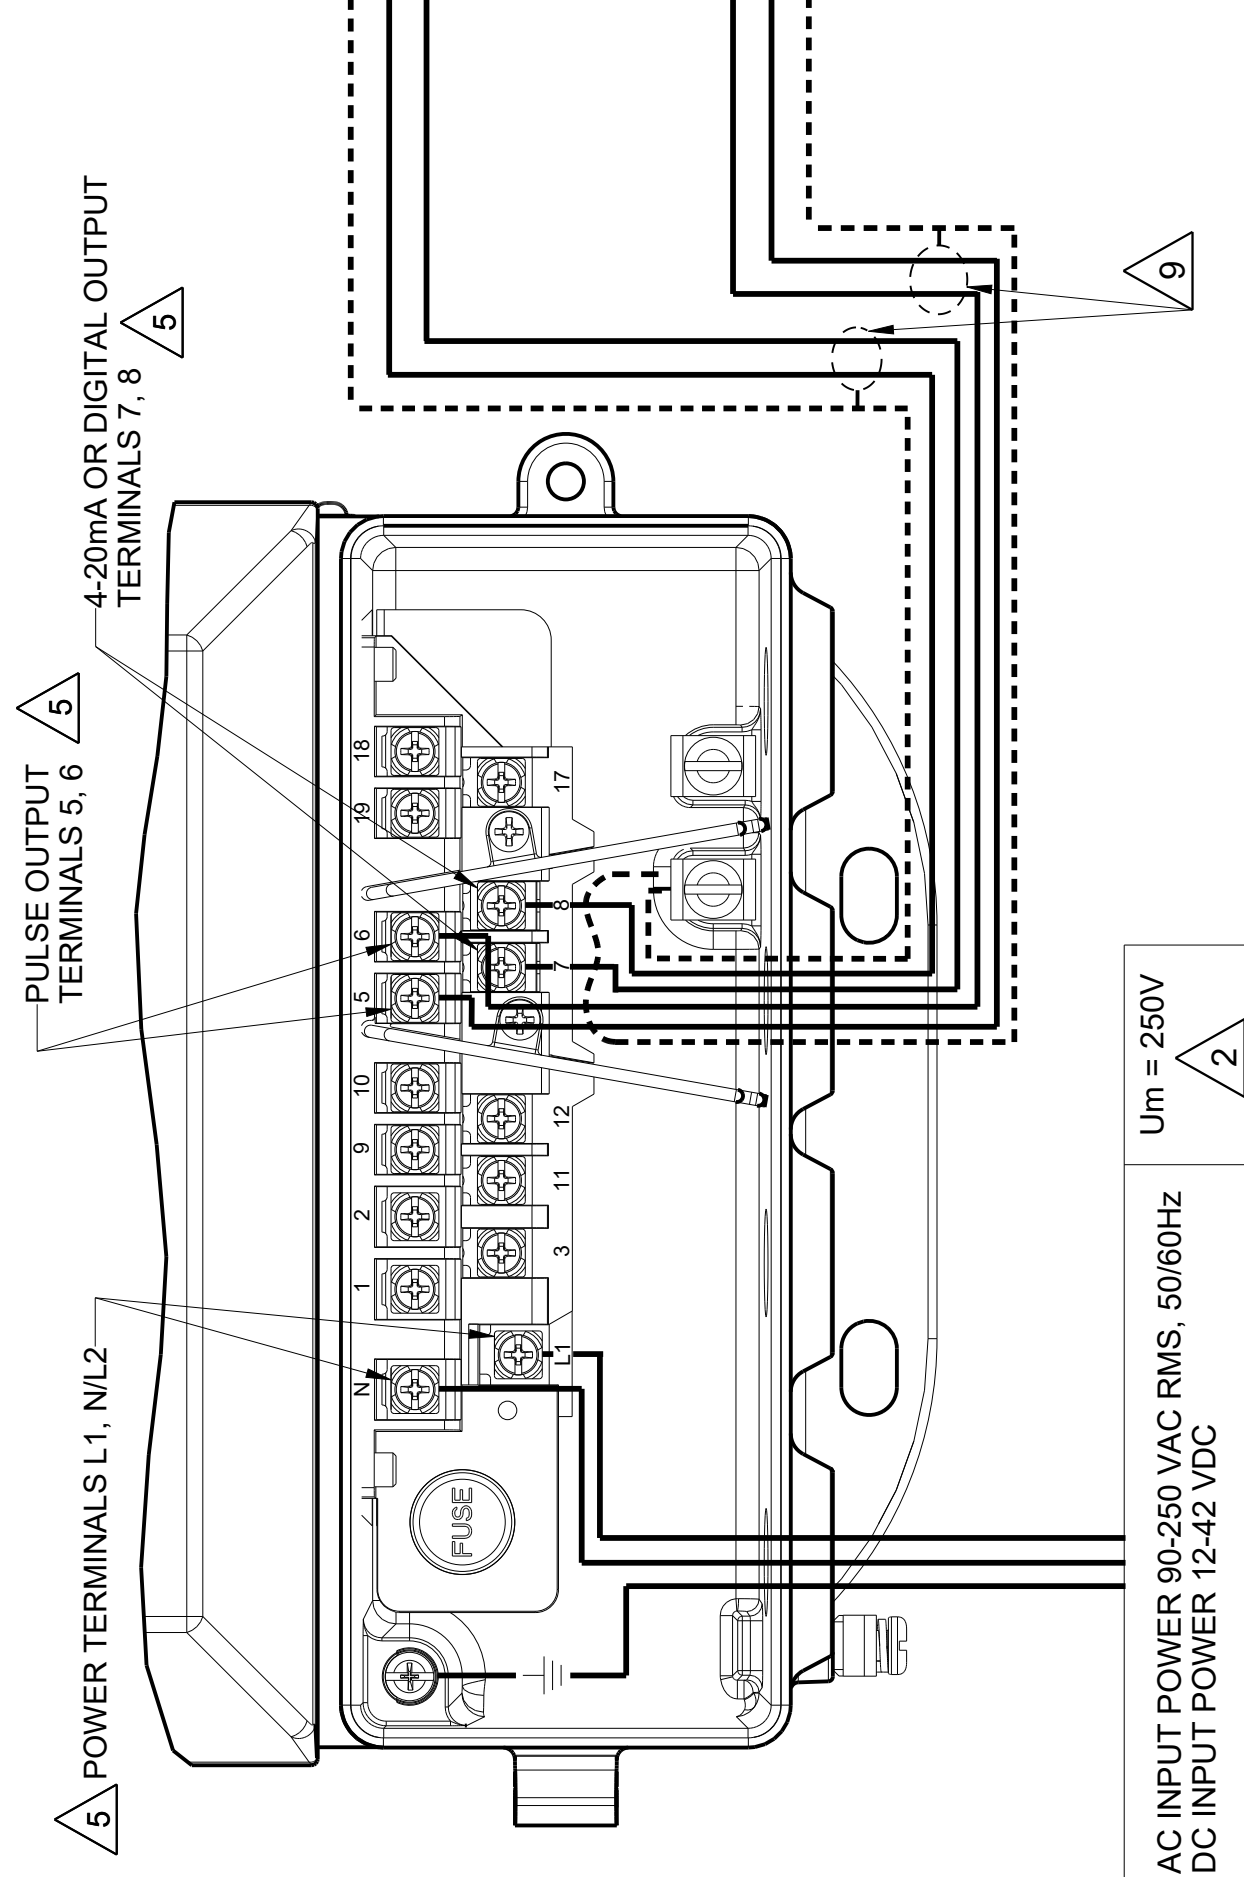 5
POWER TERMINALS L1, N/L2
PULSE OUTPUT
TERMINALS 5, 6
5
4-20mA OR DIGITAL OUTPUT
TERMINALS 7, 8
5
N
1
2
9
10
5
6
19
18
L1
3
11
12
7
8
17
FUSE
9
AC INPUT POWER 90-250 VAC RMS, 50/60Hz
DC INPUT POWER 12-42 VDC
Um = 250V
2